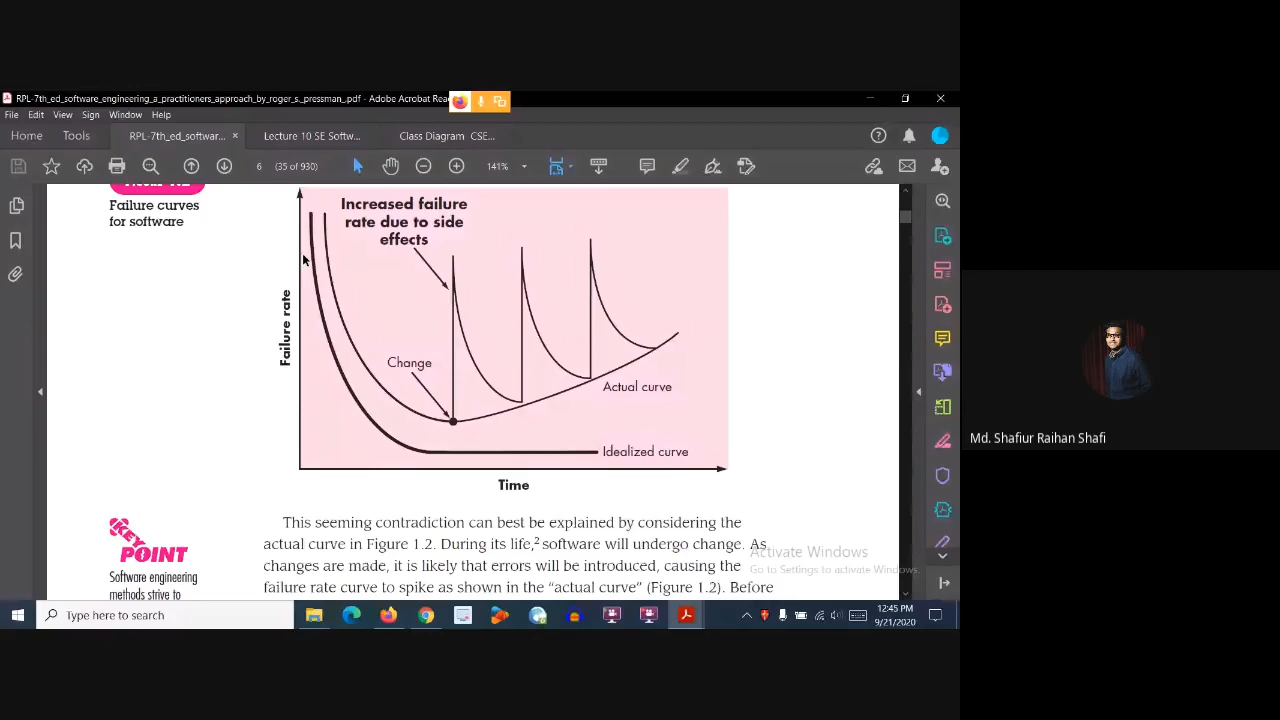 RPL-7th_ed_software_engineering_a_practitioners_approach_by_roger_s._pressman_.pdf - Adobe Acrobat Rea
File Edit View Sign Window Help
Home Tools RPL-7th_ed_softwar... × Lecture 10 SE Softw... Class Diagram CSE...
6 (35 of 930) 141%
Failure curves
for software
Increased failure
rate due to side
effects
Failure rate
Change
Actual curve
Idealized curve
Time
This seeming contradiction can best be explained by considering the
actual curve in Figure 1.2. During its life,² software will undergo change. As
changes are made, it is likely that errors will be introduced, causing the
failure rate curve to spike as shown in the “actual curve” (Figure 1.2). Before
KEY
POINT
Software engineering
methods strive to
Activate Windows
Go to Settings to activate Windows.
Type here to search
12:45 PM
9/21/2020
Md. Shafiur Raihan Shafi